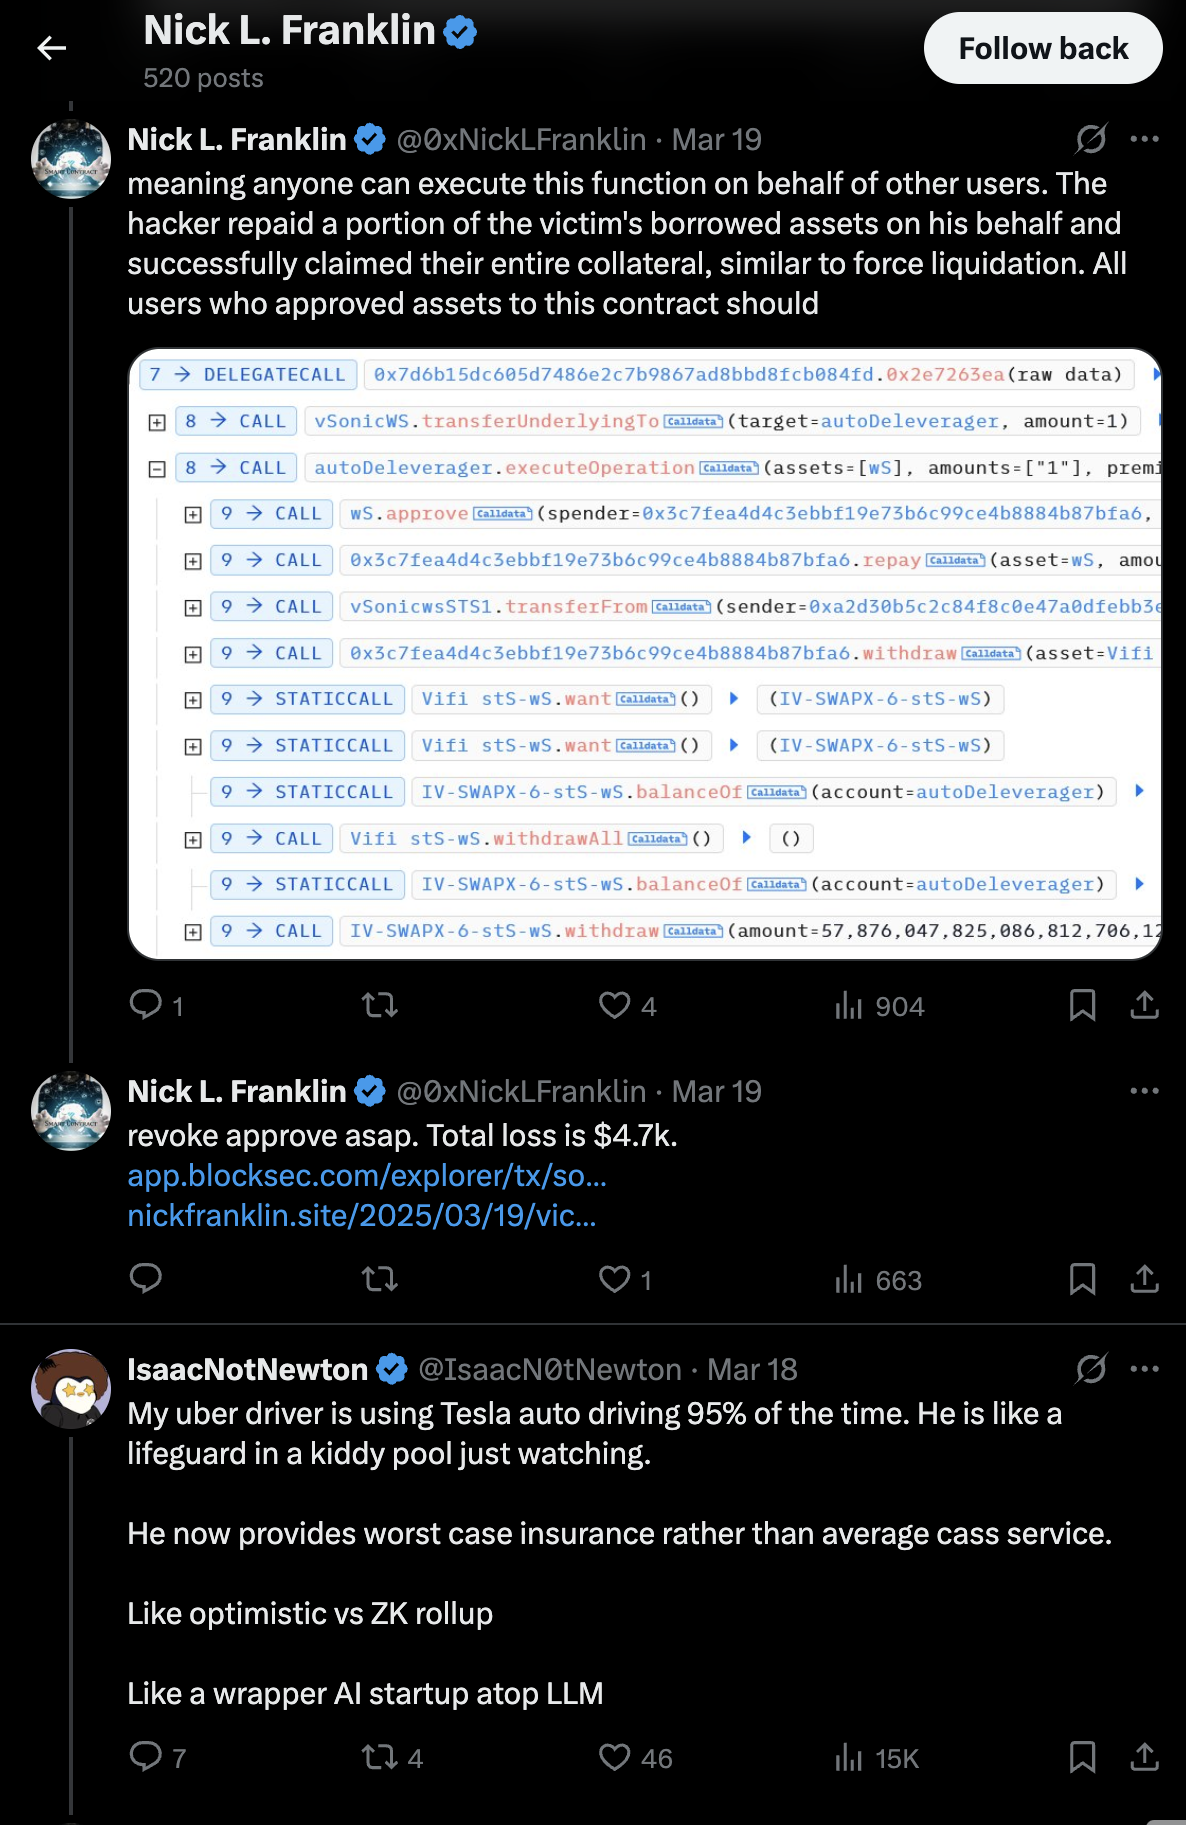 Nick L. Franklin
520 posts
Follow back
Nick L. Franklin @0xNickLFranklin · Mar 19
meaning anyone can execute this function on behalf of other users. The
hacker repaid a portion of the victim's borrowed assets on his behalf and
successfully claimed their entire collateral, similar to force liquidation. All
users who approved assets to this contract should
7 → DELEGATECALL 0x7d6b15dc605d7486e2c7b9867ad8bbd8fcb084fd.0x2e7263ea(raw data)
8 → CALL vSonicWS.transferUnderlyingTo Calldata (target=autoDeleverager, amount=1)
8 → CALL autoDeleverager.executeOperation Calldata (assets=[wS], amounts=["1"], premi
9 → CALL wS.approve Calldata (spender=0x3c7fea4d4c3ebbf19e73b6c99ce4b8884b87bfa6,
9 → CALL 0x3c7fea4d4c3ebbf19e73b6c99ce4b8884b87bfa6.repay Calldata (asset=wS, amou
9 → CALL vSonicwsSTS1.transferFrom Calldata (sender=0xa2d30b5c2c84f8c0e47a0dfebb3e
9 → CALL 0x3c7fea4d4c3ebbf19e73b6c99ce4b8884b87bfa6.withdraw Calldata (asset=Vifi
9 → STATICCALL Vifi stS-wS.want Calldata () (IV-SWAPX-6-stS-wS)
9 → STATICCALL Vifi stS-wS.want Calldata () (IV-SWAPX-6-stS-wS)
9 → STATICCALL IV-SWAPX-6-stS-wS.balanceOf Calldata (account=autoDeleverager)
9 → CALL Vifi stS-wS.withdrawAll Calldata () ()
9 → STATICCALL IV-SWAPX-6-stS-wS.balanceOf Calldata (account=autoDeleverager)
9 → CALL IV-SWAPX-6-stS-wS.withdraw Calldata (amount=57,876,047,825,086,812,706,12
1 4 904
Nick L. Franklin @0xNickLFranklin · Mar 19
revoke approve asap. Total loss is $4.7k.
app.blocksec.com/explorer/tx/so...
nickfranklin.site/2025/03/19/vic...
1 663
IsaacNotNewton @IsaacN0tNewton · Mar 18
My uber driver is using Tesla auto driving 95% of the time. He is like a
lifeguard in a kiddy pool just watching.
He now provides worst case insurance rather than average cass service.
Like optimistic vs ZK rollup
Like a wrapper AI startup atop LLM
7 4 46 15K